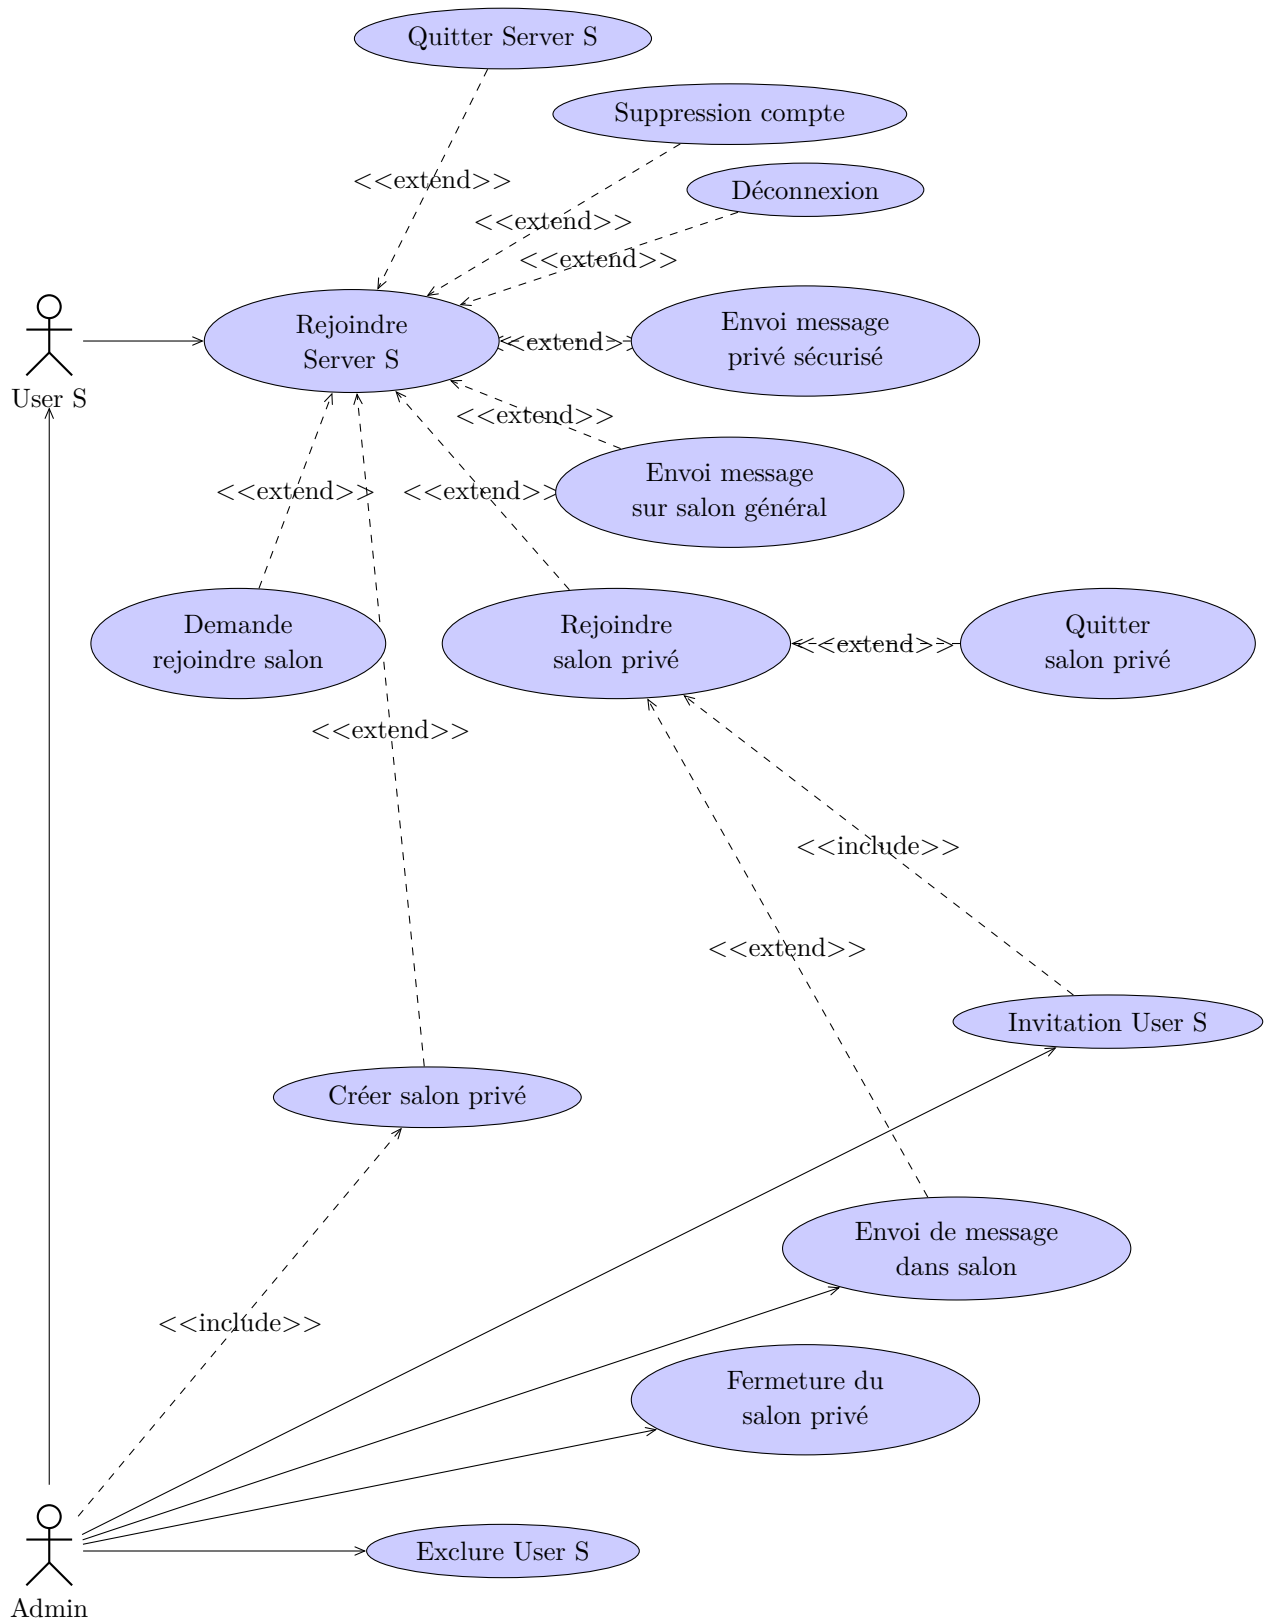 Quitter Server S
Suppression compte
<<extend>>
Déconnexion
<<extend>>
<<extend>>
Rejoindre
Server S
<<extend>>
Envoi message
privé sécurisé
User S
<<extend>>
Envoi message
sur salon général
<<extend>>
<<extend>>
Demande
rejoindre salon
Rejoindre
salon privé
<<extend>>
Quitter
salon privé
<<extend>>
<<include>>
<<extend>>
Invitation User S
Créer salon privé
Envoi de message
dans salon
<<include>>
Fermeture du
salon privé
Exclure User S
Admin